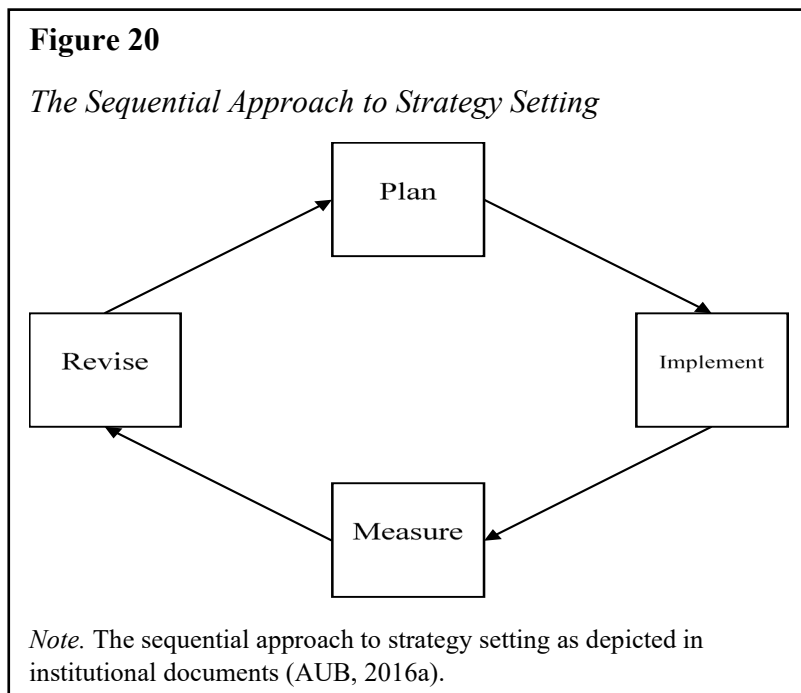 Figure 20
The Sequential Approach to Strategy Setting
Plan
Revise
Implement
Measure
Note. The sequential approach to strategy setting as depicted in
institutional documents (AUB, 2016a).